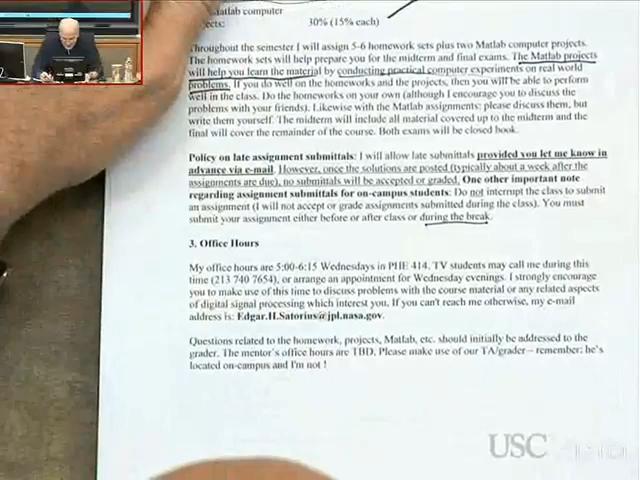 Matlab computer
30% (15% each)
Throughout the semester I will assign 5-6 homework sets plus two Matlab computer projects.
The homework sets will help prepare you for the midterm and final exams. The Matlab projects
will help you learn the material by conducting practical computer experiments on real world
problems. If you do well on the homeworks and the projects, then you will be able to perform
well in the class. Do the homeworks on your own (although I encourage you to discuss the
problems with your friends). Likewise with the Matlab assignments: please discuss them, but
write them yourself. The midterm will include all material covered up to the midterm and the
final will cover the remainder of the course. Both exams will be closed book.
Policy on late assignment submittals: I will allow late submittals provided you let me know in
advance via e-mail. However, once the solutions are posted (typically about a week after the
assignments are due), no submittals will be accepted or graded. One other important note
regarding assignment submittals for on-campus students: Do not interrupt the class to submit
an assignment (I will not accept or grade assignments submitted during the class). You must
submit your assignment either before or after class or during the break.
3. Office Hours
My office hours are 5:00-6:15 Wednesdays in PHE 414. TV students may call me during this
time (213 740 7654), or arrange an appointment for Wednesday evenings. I strongly encourage
you to make use of this time to discuss problems with the course material or any related aspects
of digital signal processing which interest you. If you can't reach me otherwise, my e-mail
address is: Edgar.H.Satorius@jpl.nasa.gov.
Questions related to the homework, projects, Matlab, etc. should initially be addressed to the
grader. The mentor's office hours are TBD. Please make use of our TA/grader – remember: he's
located on-campus and I'm not !
USC